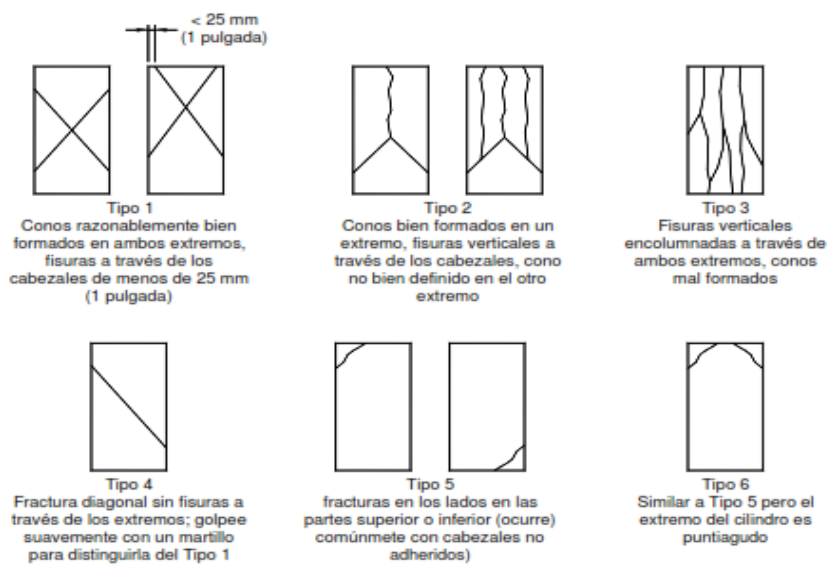 < 25 mm
(1 pulgada)
Tipo 1
Conos razonablemente bien
formados en ambos extremos,
fisuras a través de los
cabezales de menos de 25 mm
(1 pulgada)
Tipo 2
Conos bien formados en un
extremo, fisuras verticales a
través de los cabezales, cono
no bien definido en el otro
extremo
Tipo 3
Fisuras verticales
encolumnadas a través de
ambos extremos, conos
mal formados
Tipo 4
Fractura diagonal sin fisuras a
través de los extremos; golpee
suavemente con un martillo
para distinguirla del Tipo 1
Tipo 5
fracturas en los lados en las
partes superior o inferior (ocurre)
comúnmete con cabezales no
adheridos)
Tipo 6
Similar a Tipo 5 pero el
extremo del cilindro es
puntiagudo